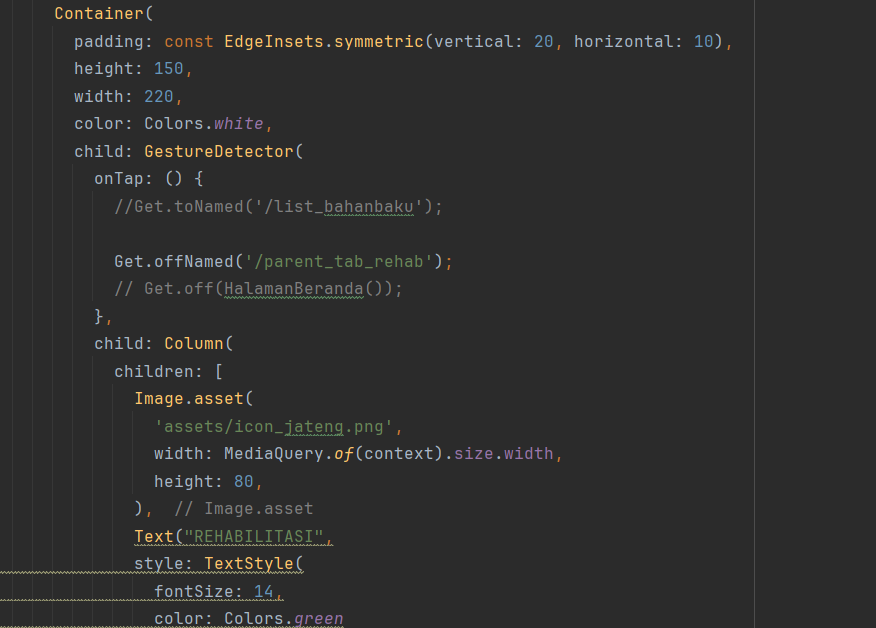 Container(
padding: const EdgeInsets.symmetric(vertical: 20, horizontal: 10),
height: 150,
width: 220,
color: Colors.white,
child: GestureDetector(
onTap: () {
//Get.toNamed('/list_bahanbaku');
Get.offNamed('/parent_tab_rehab');
// Get.off(HalamanBeranda());
},
child: Column(
children: [
Image.asset(
'assets/icon_jateng.png',
width: MediaQuery.of(context).size.width,
height: 80,
), // Image.asset
Text("REHABILITASI",
style: TextStyle(
fontSize: 14,
color: Colors.green